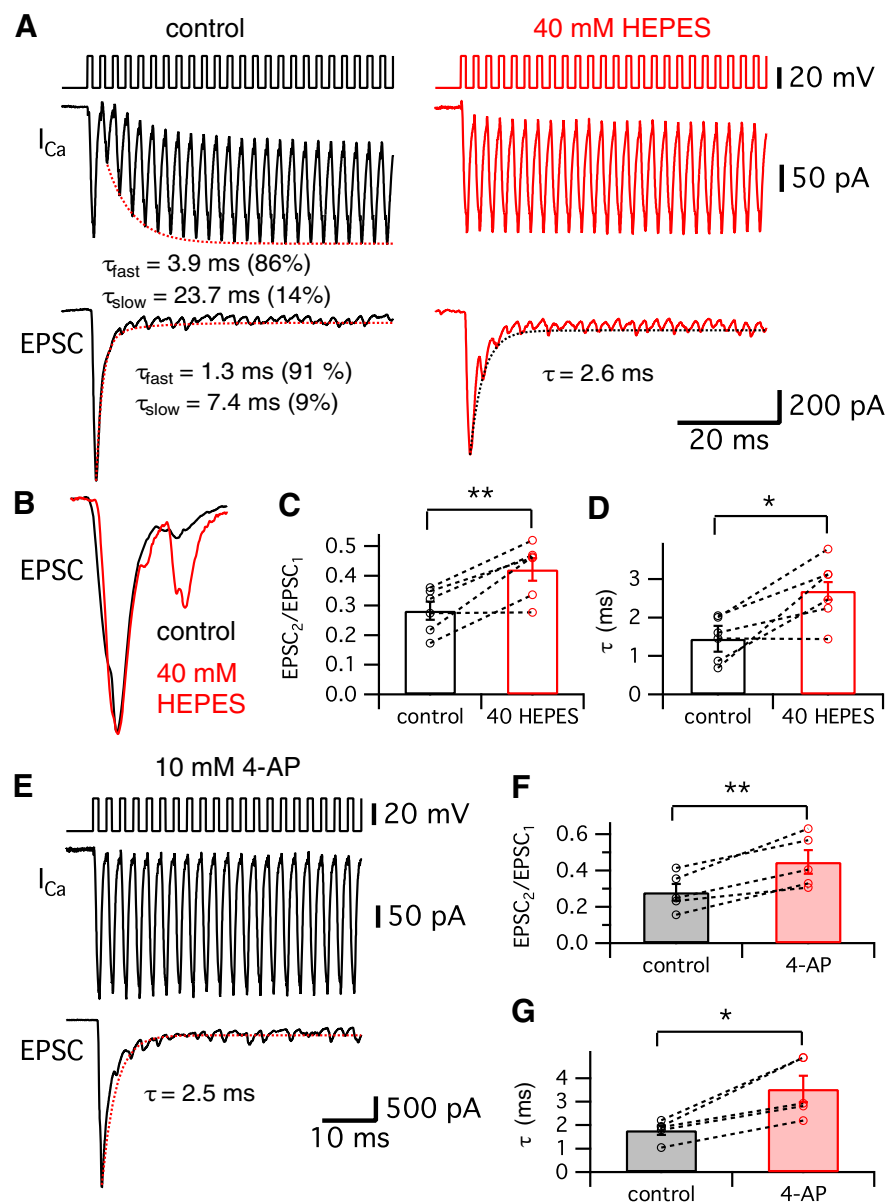 A
control
40 mM HEPES
20 mV
I_Ca
50 pA
τ_fast = 3.9 ms (86%)
τ_slow = 23.7 ms (14%)
EPSC
τ_fast = 1.3 ms (91 %)
τ_slow = 7.4 ms (9%)
τ = 2.6 ms
200 pA
20 ms
B
EPSC
control
40 mM
HEPES
C
**
EPSC₂/EPSC₁
0.5
0.4
0.3
0.2
0.1
0.0
control
40 HEPES
D
*
τ (ms)
3
2
1
0
control
40 HEPES
E
10 mM 4-AP
20 mV
I_Ca
50 pA
EPSC
τ = 2.5 ms
500 pA
10 ms
F
**
EPSC₂/EPSC₁
0.6
0.4
0.2
0.0
control
4-AP
G
*
τ (ms)
4
3
2
1
0
control
4-AP